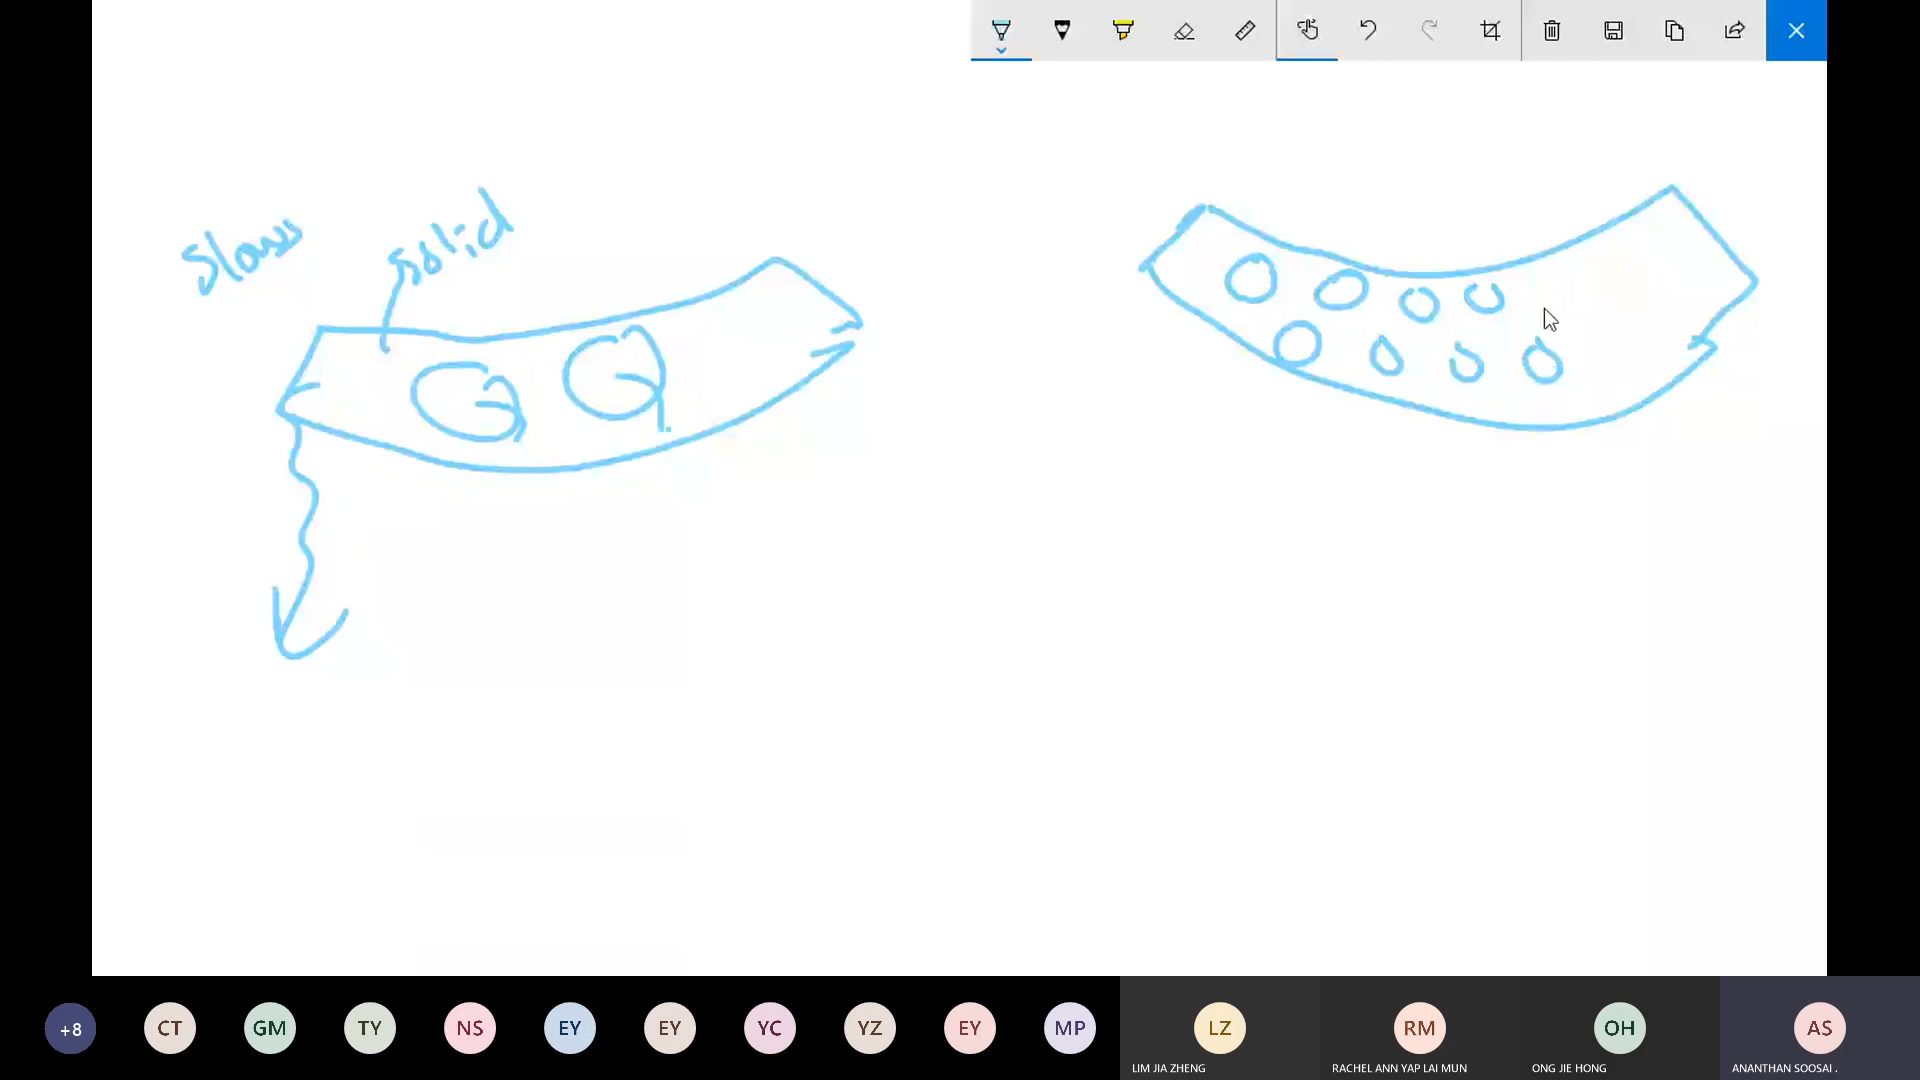 slow
solid
+8
CT
GM
TY
NS
EY
EY
YC
YZ
EY
MP
LZ
RM
OH
AS
LIM JIA ZHENG
RACHEL ANN YAP LAI MUN
ONG JIE HONG
ANANTHAN SOOSAI .